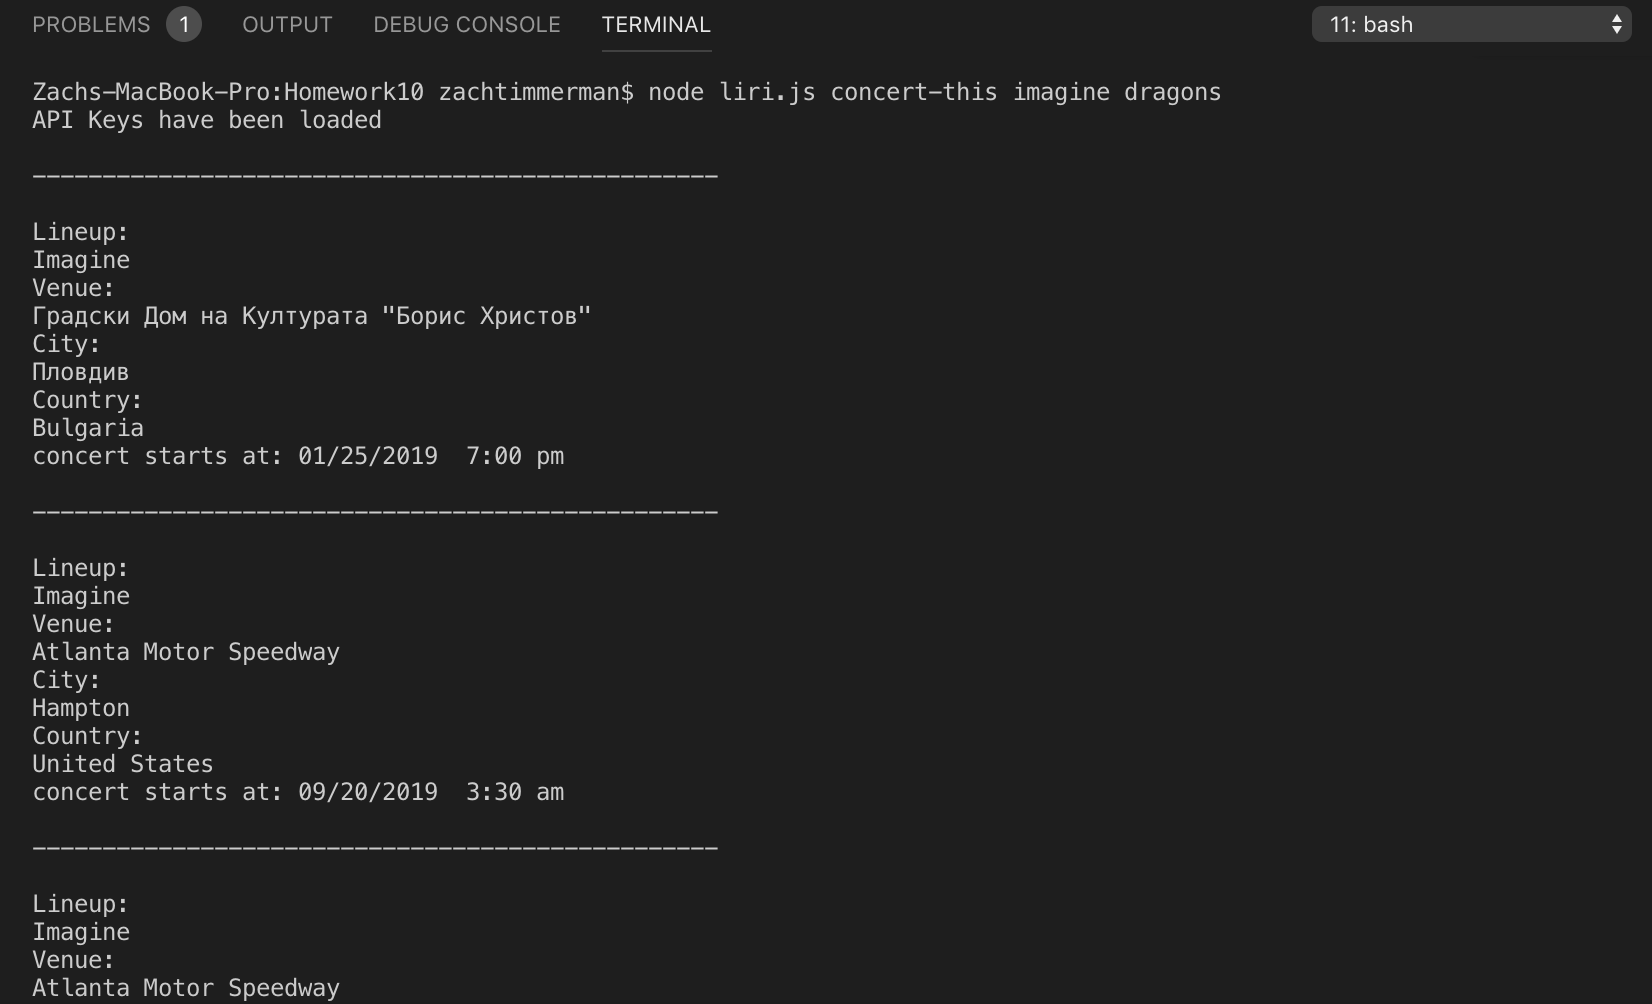 PROBLEMS 1 OUTPUT DEBUG CONSOLE TERMINAL 11: bash
Zachs-MacBook-Pro:Homework10 zachtimmerman$ node liri.js concert-this imagine dragons
API Keys have been loaded
-------------------------------------------------
Lineup:
Imagine
Venue:
Градски Дом на Културата "Борис Христов"
City:
Пловдив
Country:
Bulgaria
concert starts at: 01/25/2019  7:00 pm
-------------------------------------------------
Lineup:
Imagine
Venue:
Atlanta Motor Speedway
City:
Hampton
Country:
United States
concert starts at: 09/20/2019  3:30 am
-------------------------------------------------
Lineup:
Imagine
Venue:
Atlanta Motor Speedway